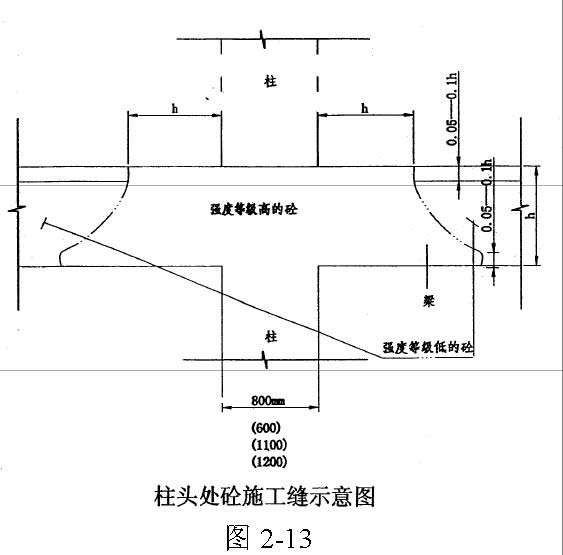 柱
h
h
0.05—0.1h
强度等级高的砼
0.05—0.1h
h
梁
柱
强度等级低的砼
800mm
(600)
(1100)
(1200)
柱头处砼施工缝示意图
图 2-13